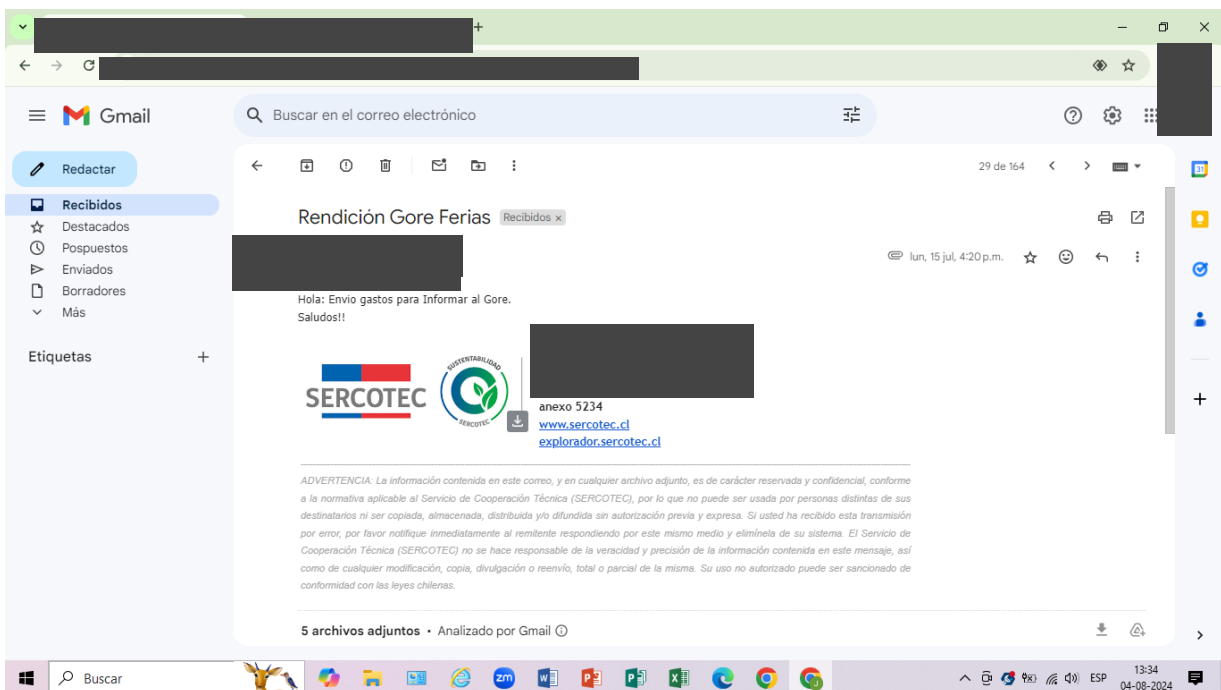 Gmail
Buscar en el correo electrónico
Redactar
29 de 164
Recibidos
Destacados
Pospuestos
Enviados
Borradores
Más
Etiquetas
Rendición Gore Ferias Recibidos x
lun, 15 jul, 4:20 p.m.
Hola: Envio gastos para Informar al Gore.
Saludos!!
SERCOTEC
SUSTENTABILIDAD
SERCOTEC
anexo 5234
www.sercotec.cl
explorador.sercotec.cl
ADVERTENCIA: La información contenida en este correo, y en cualquier archivo adjunto, es de carácter reservada y confidencial, conforme
a la normativa aplicable al Servicio de Cooperación Técnica (SERCOTEC), por lo que no puede ser usada por personas distintas de sus
destinatarios ni ser copiada, almacenada, distribuida y/o difundida sin autorización previa y expresa. Si usted ha recibido esta transmisión
por error, por favor notifique inmediatamente al remitente respondiendo por este mismo medio y elimínela de su sistema. El Servicio de
Cooperación Técnica (SERCOTEC) no se hace responsable de la veracidad y precisión de la información contenida en este mensaje, así
como de cualquier modificación, copia, divulgación o reenvío, total o parcial de la misma. Su uso no autorizado puede ser sancionado de
conformidad con las leyes chilenas.
5 archivos adjuntos • Analizado por Gmail
31
Buscar
zm
ESP
13:34
04-08-2024